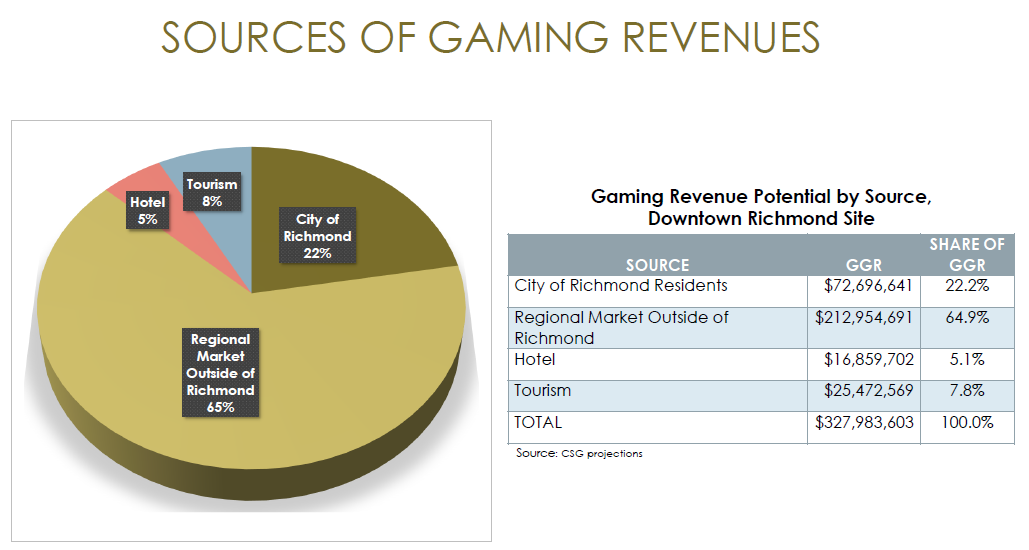 SOURCES OF GAMING REVENUES
Tourism
8%
Hotel
5%
City of
Richmond
22%
Regional
Market
Outside of
Richmond
65%
Gaming Revenue Potential by Source,
Downtown Richmond Site
SOURCE GGR SHARE OF GGR
City of Richmond Residents $72,696,641 22.2%
Regional Market Outside of $212,954,691 64.9%
Richmond
Hotel $16,859,702 5.1%
Tourism $25,472,569 7.8%
TOTAL $327,983,603 100.0%
Source: CSG projections